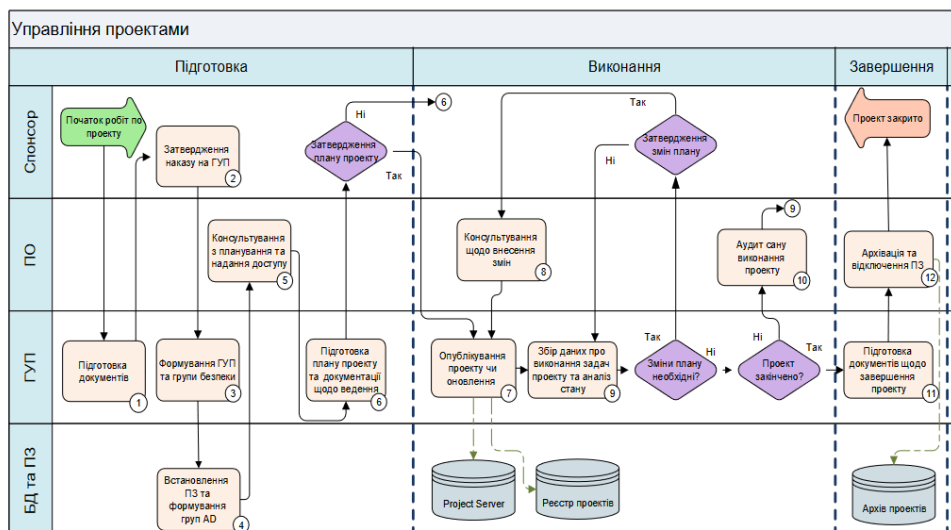 Управління проектами
Підготовка
Виконання
Завершення
Спонсор
Початок робіт по
проекту
Затвердження
наказу на ГУП
2
Затвердження
плану проекту
Ні
6
Так
Так
Затвердження
змін плану
Ні
Проект закрито
ПО
Консультування
з планування та
надання доступу
5
Консультування
щодо внесення
змін
8
9
Аудит сану
виконання
проекту
10
Архівація та
відключення ПЗ
12
ГУП
Підготовка
документів
1
Формування ГУП
та групи безпеки
3
Підготовка
плану проекту
та документації
щодо ведення
6
Опублікування
проекту чи
оновлення
7
Збір даних про
виконання задач
проекту та аналіз
стану
9
Так
Зміни плану
необхідні?
Ні
Ні
Проект
закінчено?
Так
Підготовка
документів щодо
завершення
проекту
11
БД та ПЗ
Встановлення
ПЗ та
формування
груп AD
4
Project Server
Реєстр проектів
Архів проектів